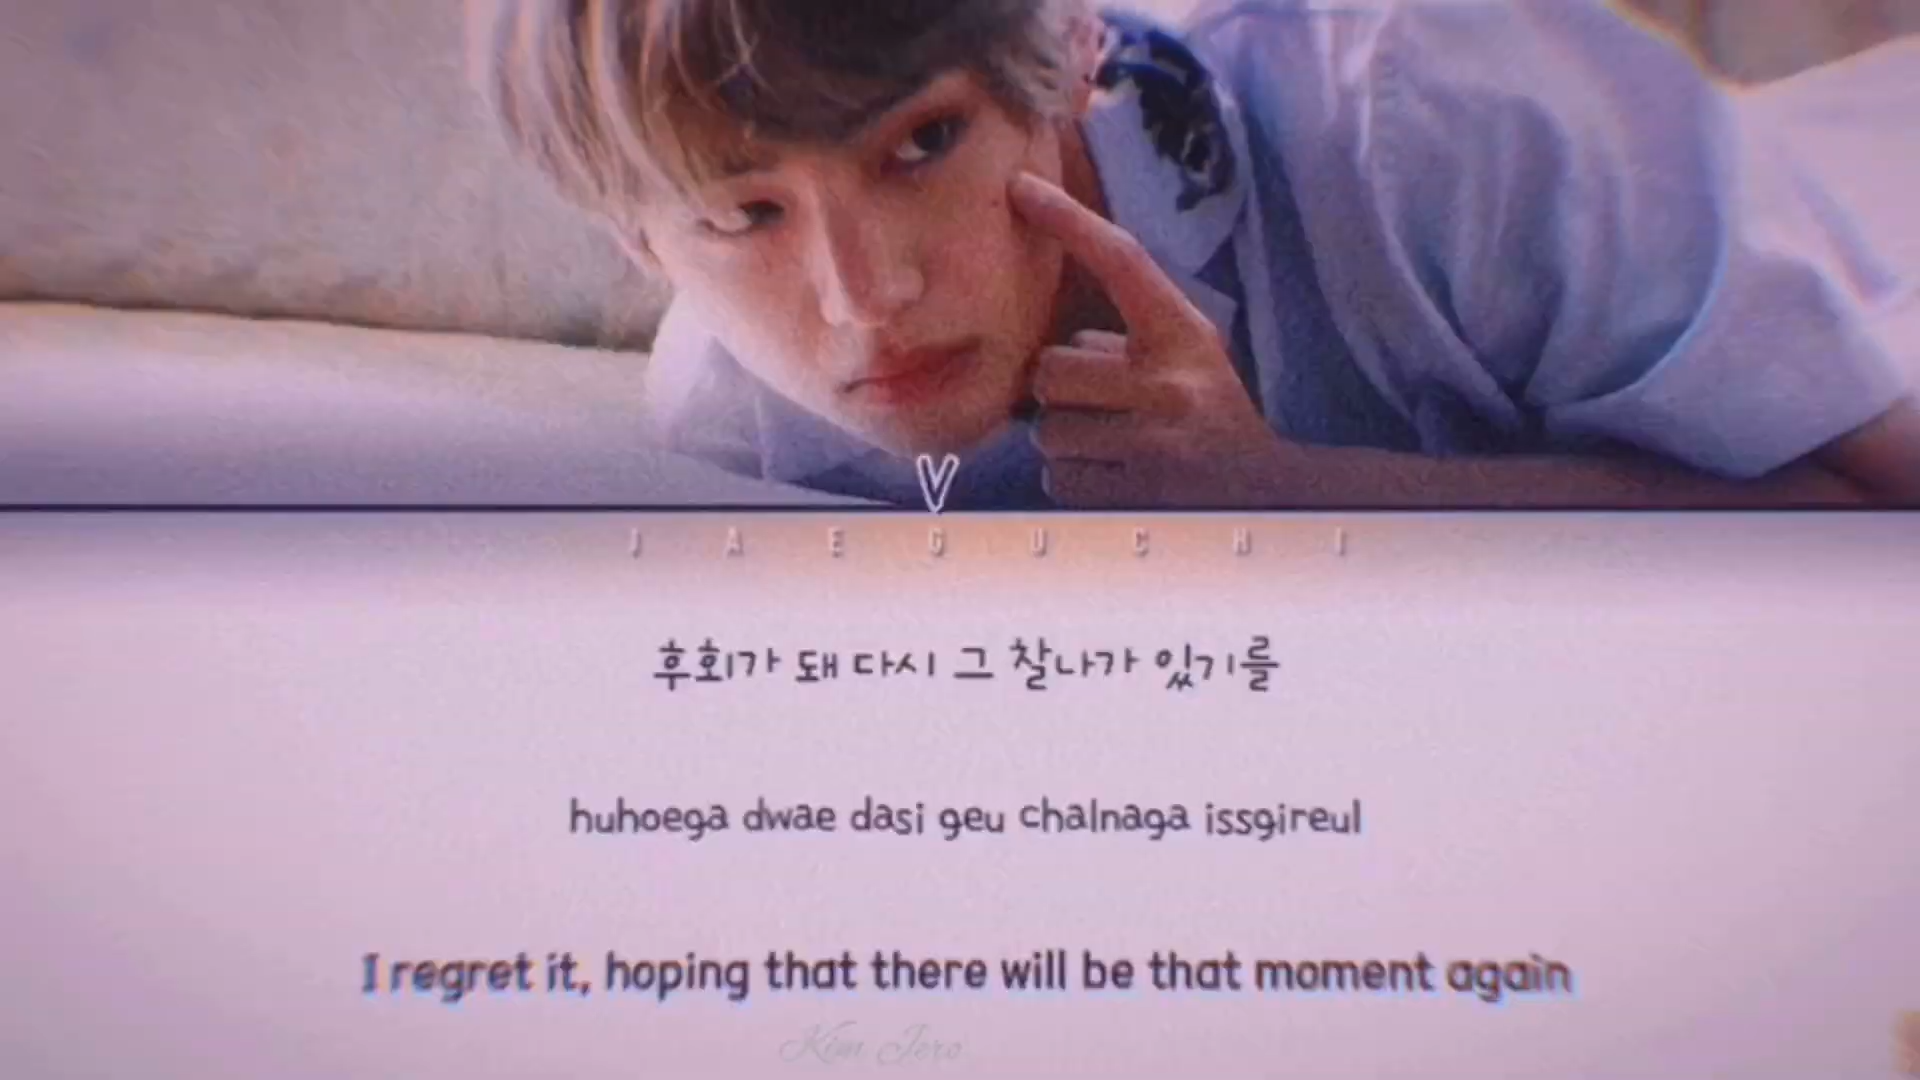 V
JAEGUCHI
후회가 돼 다시 그 찰나가 있기를
huhoega dwae dasi geu chalnaga issgireul
I regret it, hoping that there will be that moment again
Kim Jero